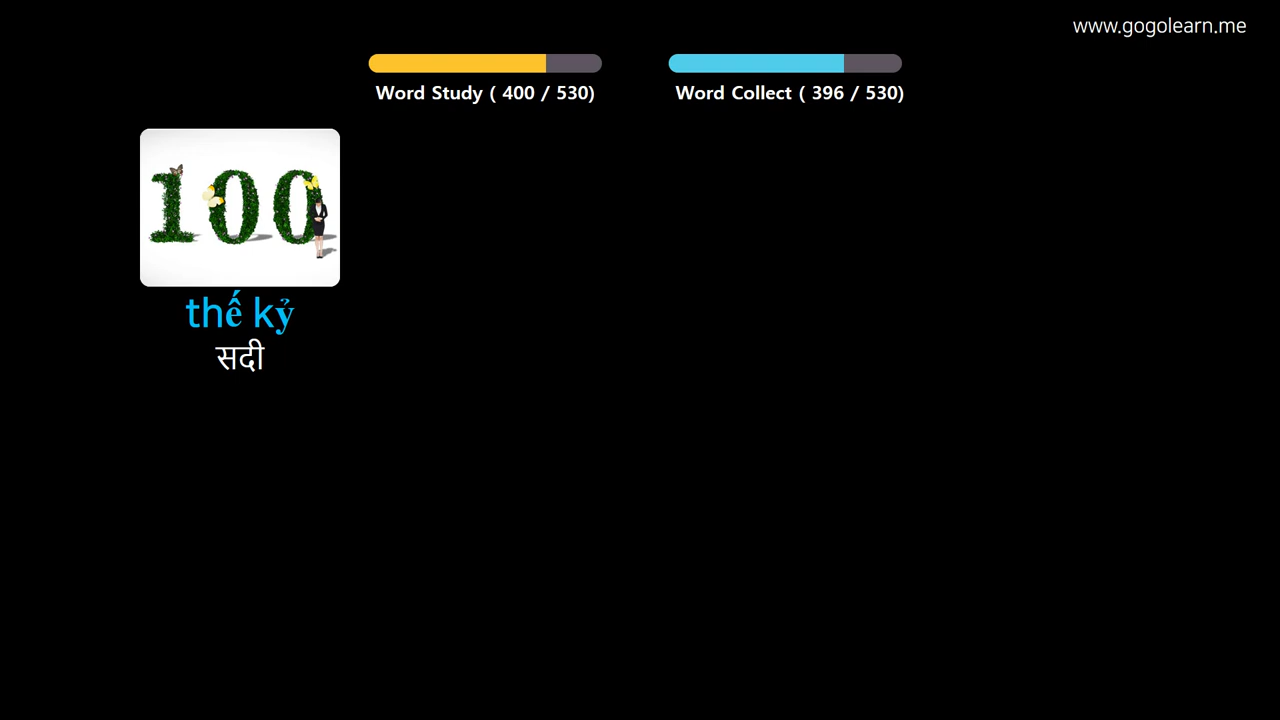 www.gogolearn.me
Word Study ( 400 / 530)
Word Collect ( 396 / 530)
100
thế kỷ
सदी